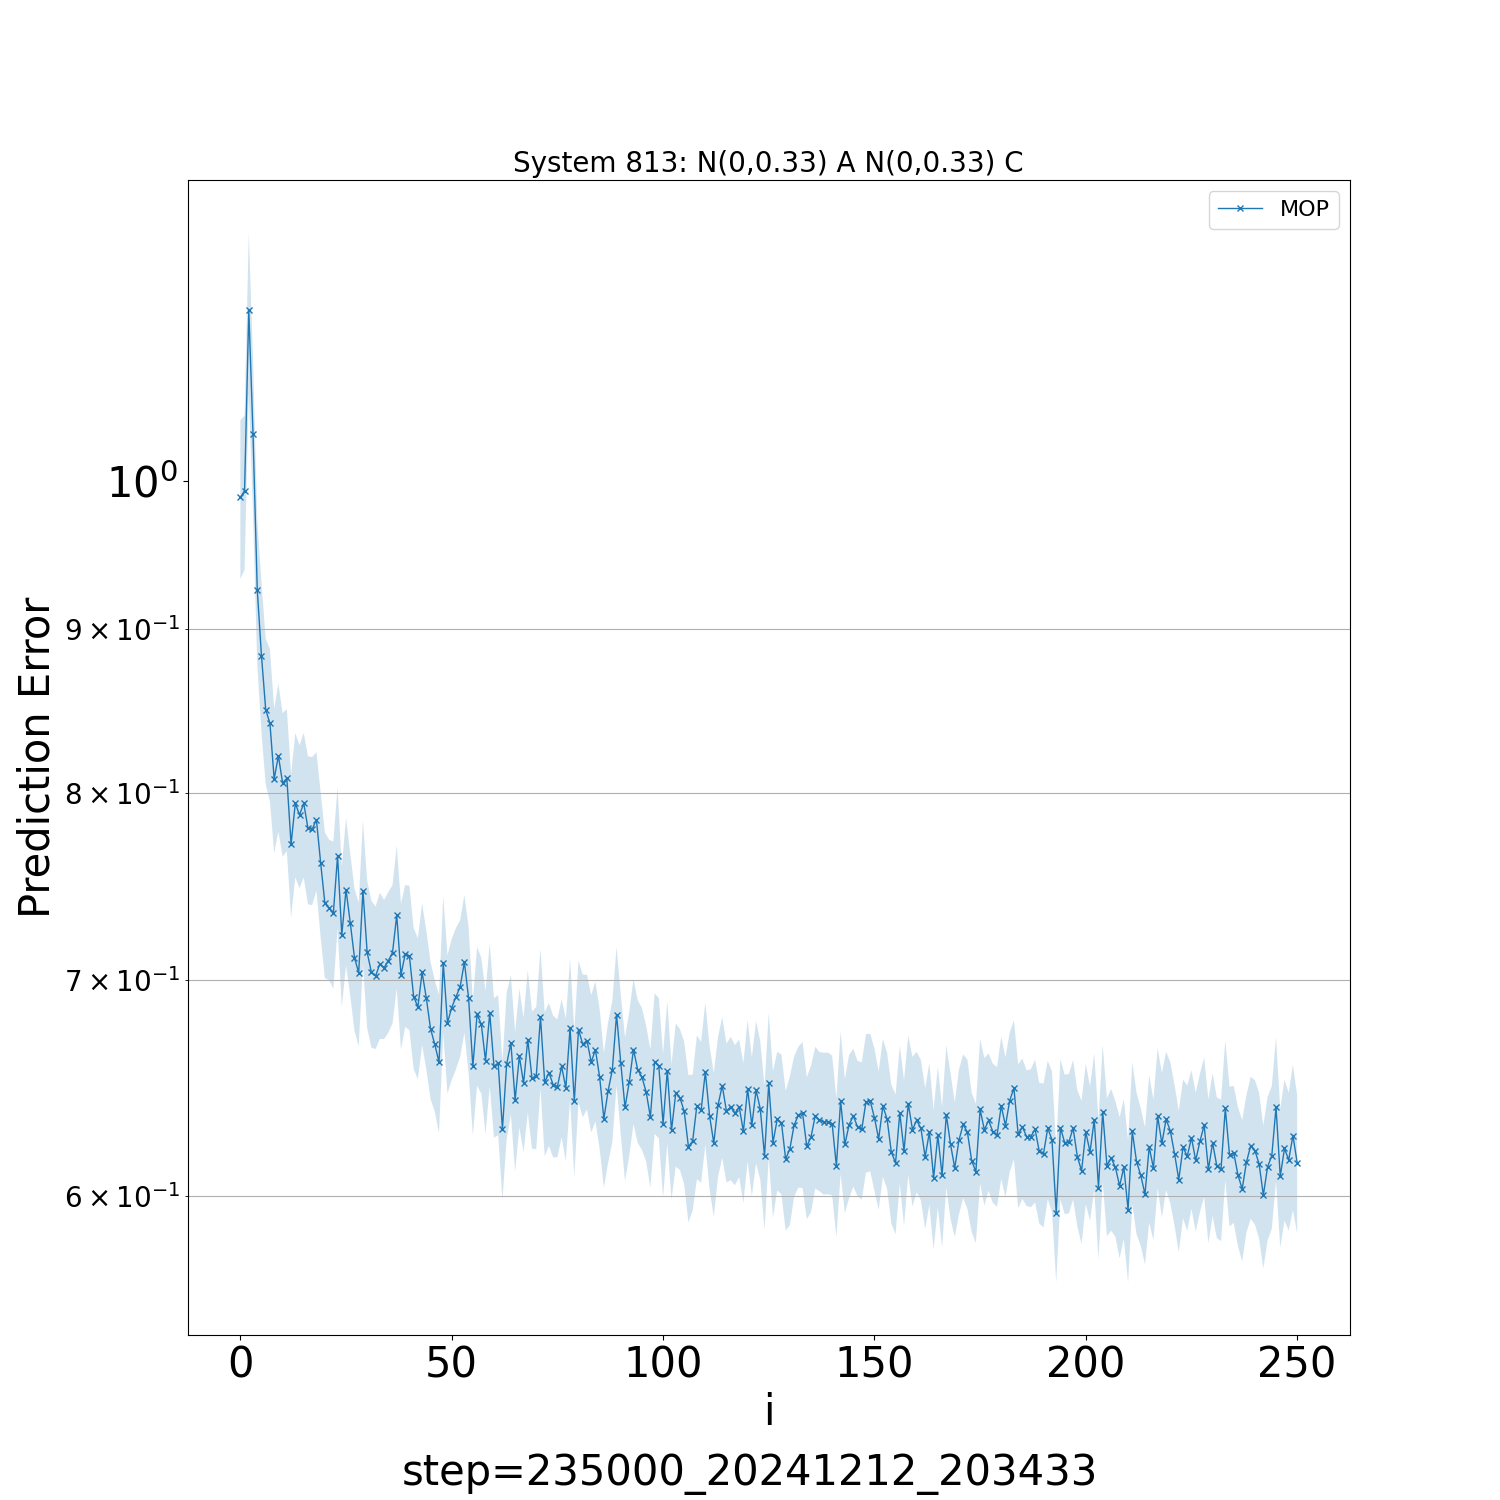 System 813: N(0,0.33) A N(0,0.33) C
MOP
10⁰
9 × 10⁻¹
8 × 10⁻¹
7 × 10⁻¹
6 × 10⁻¹
Prediction Error
0 50 100 150 200 250
i
step=235000_20241212_203433